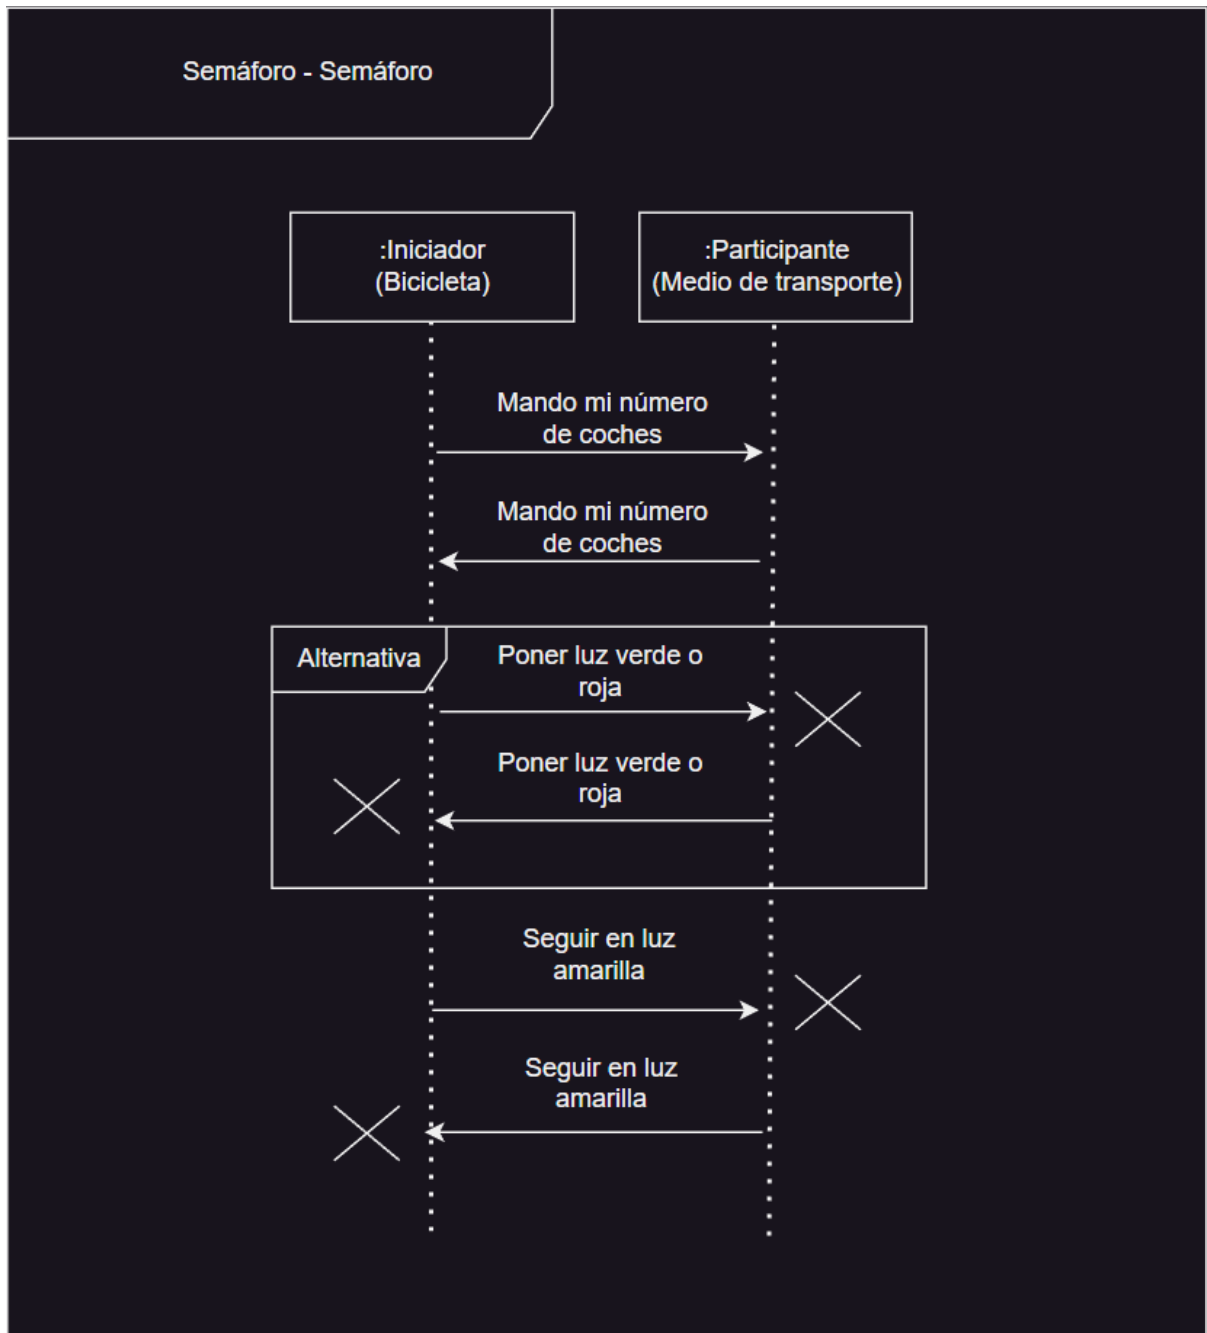 Semáforo - Semáforo
:Iniciador
(Bicicleta)
:Participante
(Medio de transporte)
Mando mi número
de coches
Mando mi número
de coches
Alternativa
Poner luz verde o
roja
Poner luz verde o
roja
Seguir en luz
amarilla
Seguir en luz
amarilla